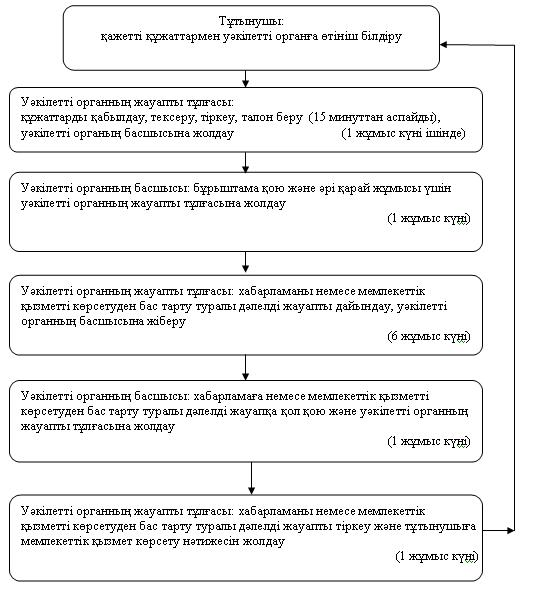 Тұтынушы:
қажетті құжаттармен уәкілетті органға өтініш білдіру
Уәкілетті органның жауапты тұлғасы:
құжаттарды қабылдау, тексеру, тіркеу, талон беру (15 минуттан аспайды),
уәкілетті органың басшысына жолдау (1 жұмыс күні ішінде)
Уәкілетті органның басшысы: бұрыштама қою және әрі қарай жұмысы үшін
уәкілетті органның жауапты тұлғасына жолдау
(1 жұмыс күні)
Уәкілетті органның жауапты тұлғасы: хабарламаны немесе мемлекеттік
қызметті көрсетуден бас тарту туралы дәлелді жауапты дайындау, уәкілетті
органның басшысына жіберу
(6 жұмыс күні)
Уәкілетті органның басшысы: хабарламаға немесе мемлекеттік қызметті
көрсетуден бас тарту туралы дәлелді жауапқа қол қою және уәкілетті органның
жауапты тұлғасына жолдау
(1 жұмыс күні)
Уәкілетті органның жауапты тұлғасы: хабарламаны немесе мемлекеттік
қызметті көрсетуден бас тарту туралы дәлелді жауапты тіркеу және тұтынушыға
мемлекеттік қызмет көрсету нәтижесін жолдау
(1 жұмыс күні)